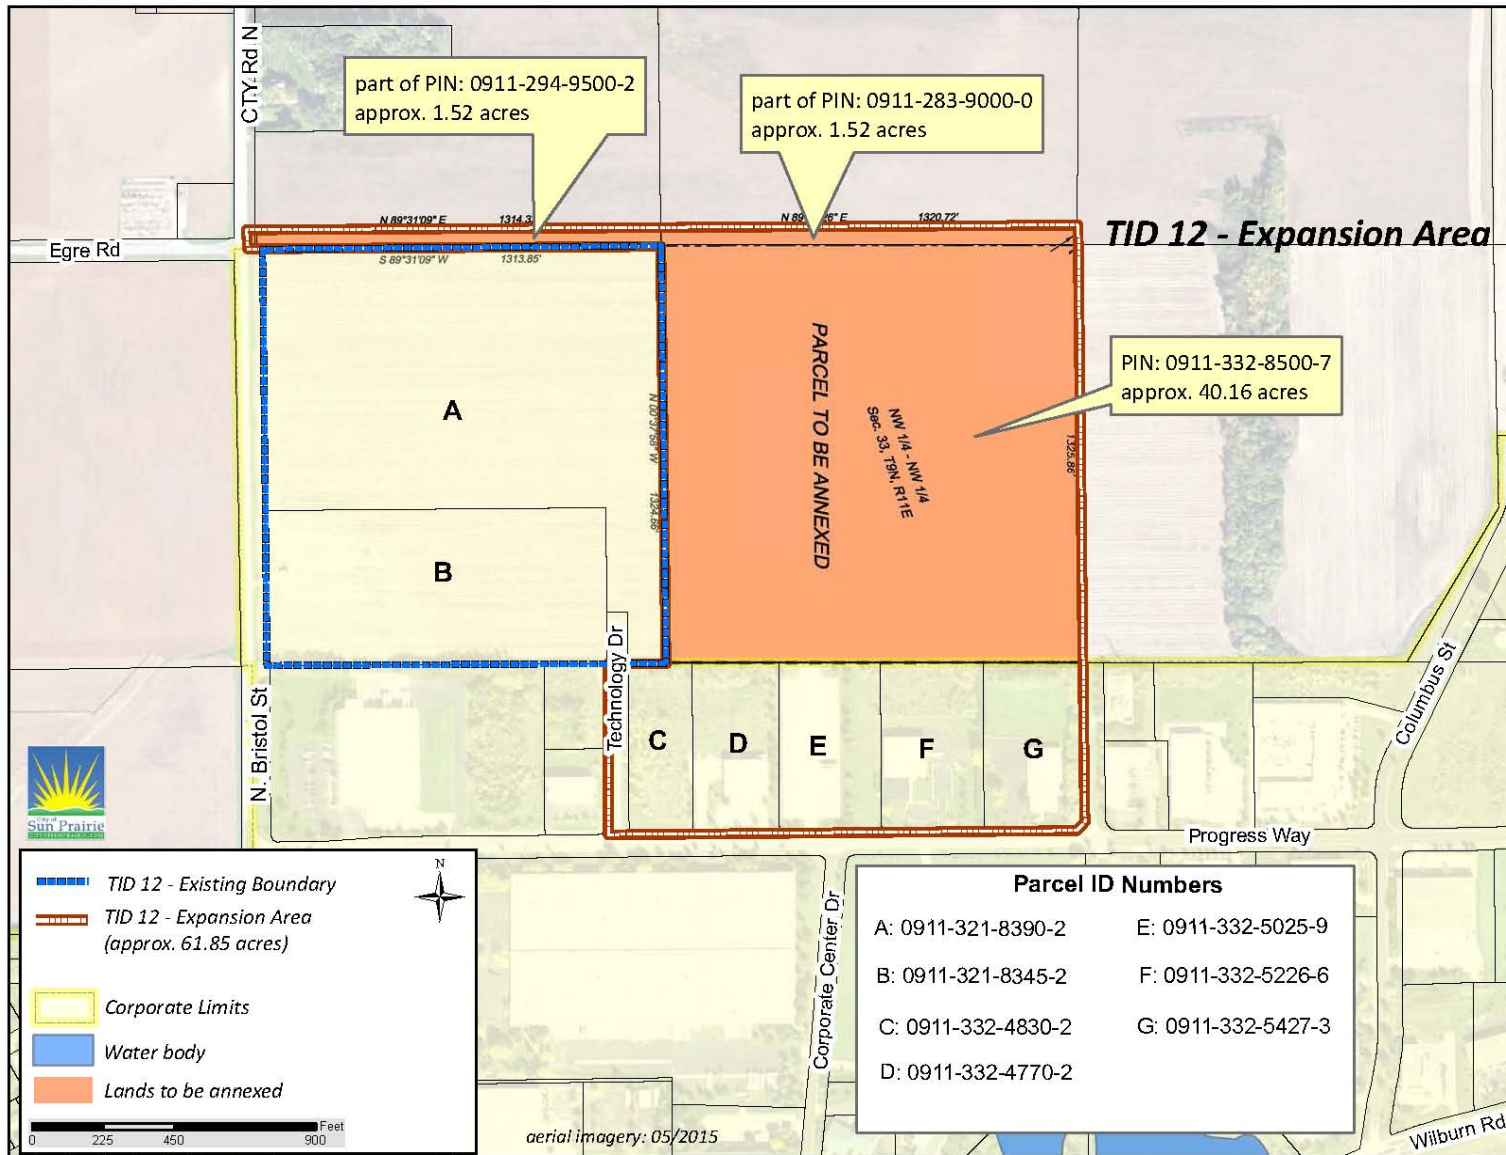 CTY Rd N
part of PIN: 0911-294-9500-2
approx. 1.52 acres
part of PIN: 0911-283-9000-0
approx. 1.52 acres
N 89°31'09" E
1314.3
N 89
26" E
1320.72'
TID 12 - Expansion Area
Egre Rd
S 89°31'09" W
1313.85'
PIN: 0911-332-8500-7
approx. 40.16 acres
A
N 00°37'58" W
1324.66'
PARCEL TO BE ANNEXED
NW 1/4 - NW 1/4
Sec. 33, T9N, R11E
1325.86'
B
N. Bristol St
Technology Dr
C
D
E
F
G
Columbus St
City of
Sun Prairie
Progress Way
TID 12 - Existing Boundary
TID 12 - Expansion Area
(approx. 61.85 acres)
N
Corporate Limits
Water body
Lands to be annexed
Feet
0 225 450 900
aerial imagery: 05/2015
Corporate Center Dr
Parcel ID Numbers
A: 0911-321-8390-2
B: 0911-321-8345-2
C: 0911-332-4830-2
D: 0911-332-4770-2
E: 0911-332-5025-9
F: 0911-332-5226-6
G: 0911-332-5427-3
Wilburn Rd